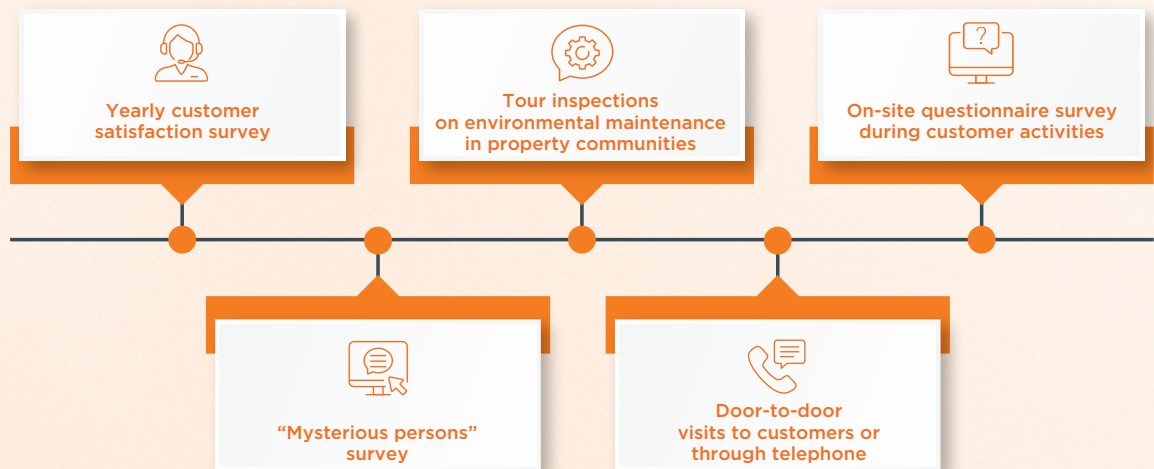 Yearly customer
satisfaction survey
“Mysterious persons”
survey
Tour inspections
on environmental maintenance
in property communities
Door-to-door
visits to customers or
through telephone
?
On-site questionnaire survey
during customer activities